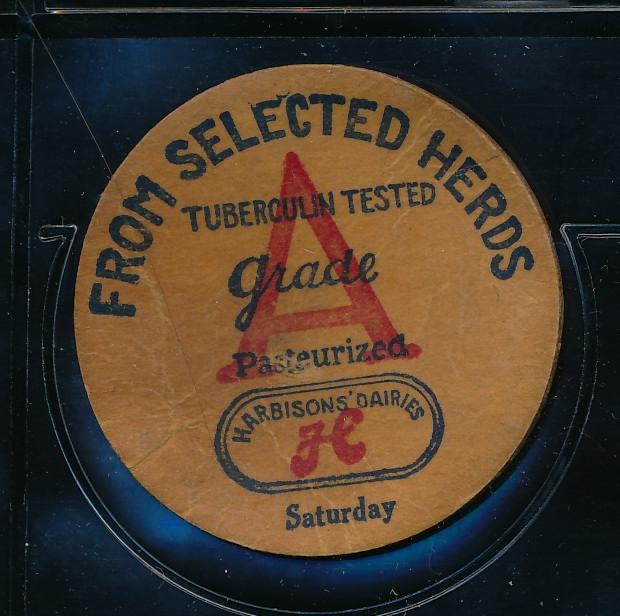 FROM SELECTED HERDS
TUBERCULIN TESTED
A
Grade
Pasteurized
HARBISONS' DAIRIES
H
Saturday